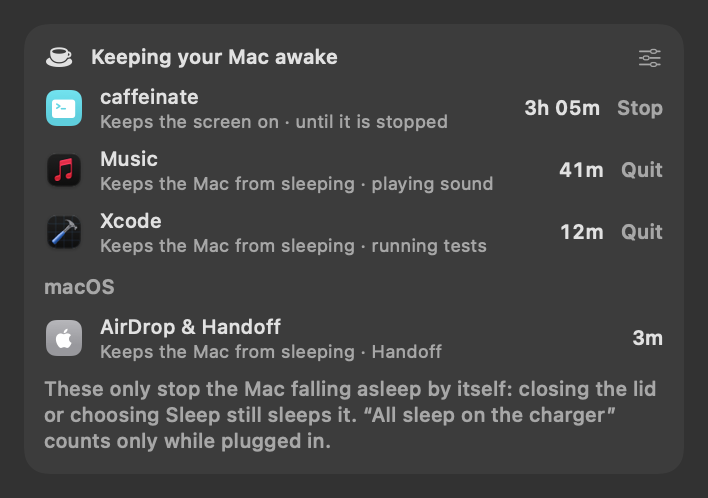 Keeping your Mac awake
caffeinate
3h 05m Stop
Keeps the screen on · until it is stopped
Music
41m Quit
Keeps the Mac from sleeping · playing sound
Xcode
12m Quit
Keeps the Mac from sleeping · running tests
macOS
AirDrop & Handoff
3m
Keeps the Mac from sleeping · Handoff
These only stop the Mac falling asleep by itself: closing the lid
or choosing Sleep still sleeps it. “All sleep on the charger”
counts only while plugged in.